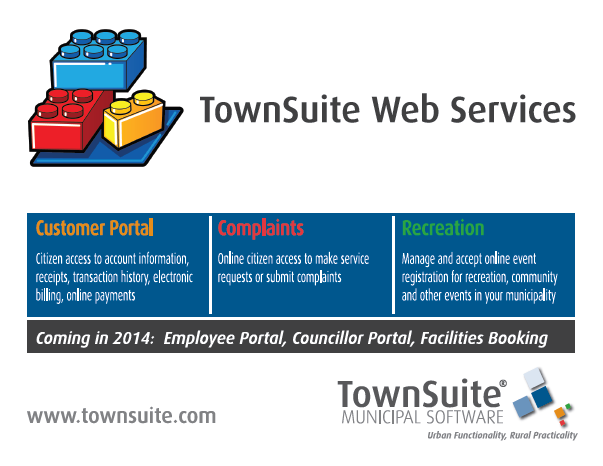 TownSuite Web Services
Customer Portal
Citizen access to account information,
receipts, transaction history, electronic
billing, online payments
Complaints
Online citizen access to make service
requests or submit complaints
Recreation
Manage and accept online event
registration for recreation, community
and other events in your municipality
Coming in 2014: Employee Portal, Councillor Portal, Facilities Booking
www.townsuite.com
TownSuite®
MUNICIPAL SOFTWARE
Urban Functionality, Rural Practicality